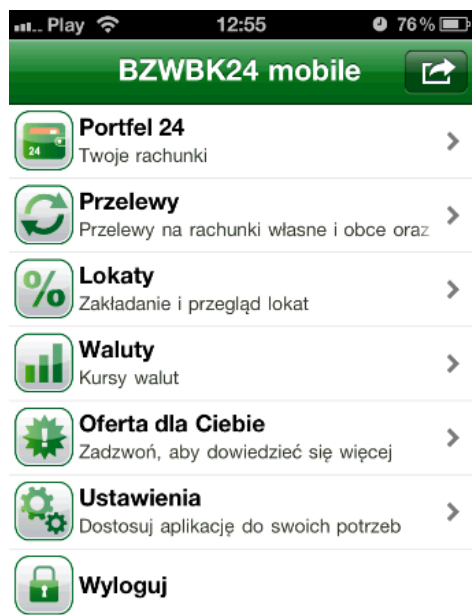 Play 12:55 76%
BZWBK24 mobile
24
Portfel 24
Twoje rachunki
Przelewy
Przelewy na rachunki własne i obce oraz
%
Lokaty
Zakładanie i przegląd lokat
Waluty
Kursy walut
!
Oferta dla Ciebie
Zadzwoń, aby dowiedzieć się więcej
Ustawienia
Dostosuj aplikację do swoich potrzeb
Wyloguj